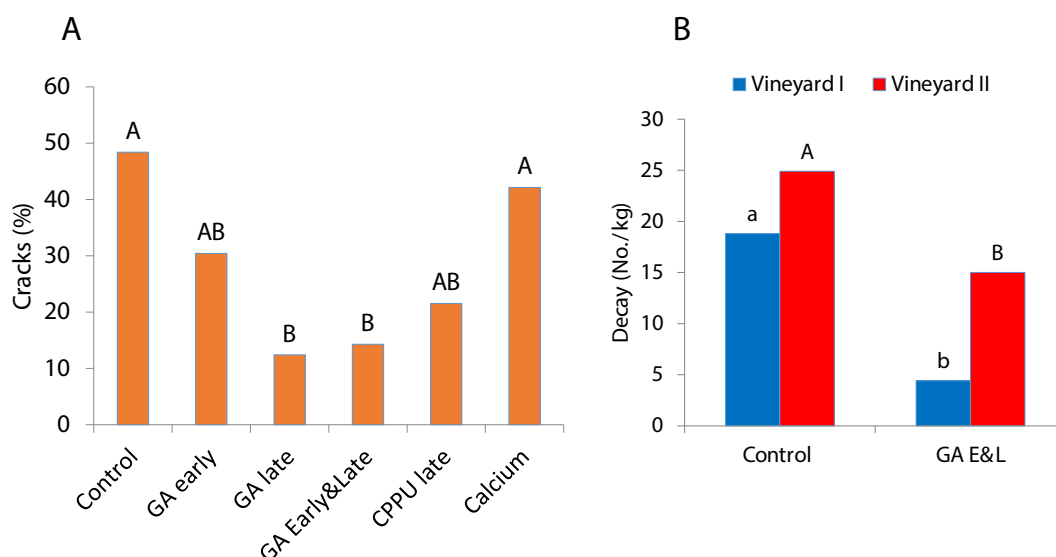 A
Cracks (%)
60
50
40
30
20
10
0
A
AB
B
B
AB
A
Control
GA early
GA late
GA Early&Late
CPPU late
Calcium
B
Vineyard I
Vineyard II
Decay (No./kg)
30
25
20
15
10
5
0
a
A
b
B
Control
GA E&L